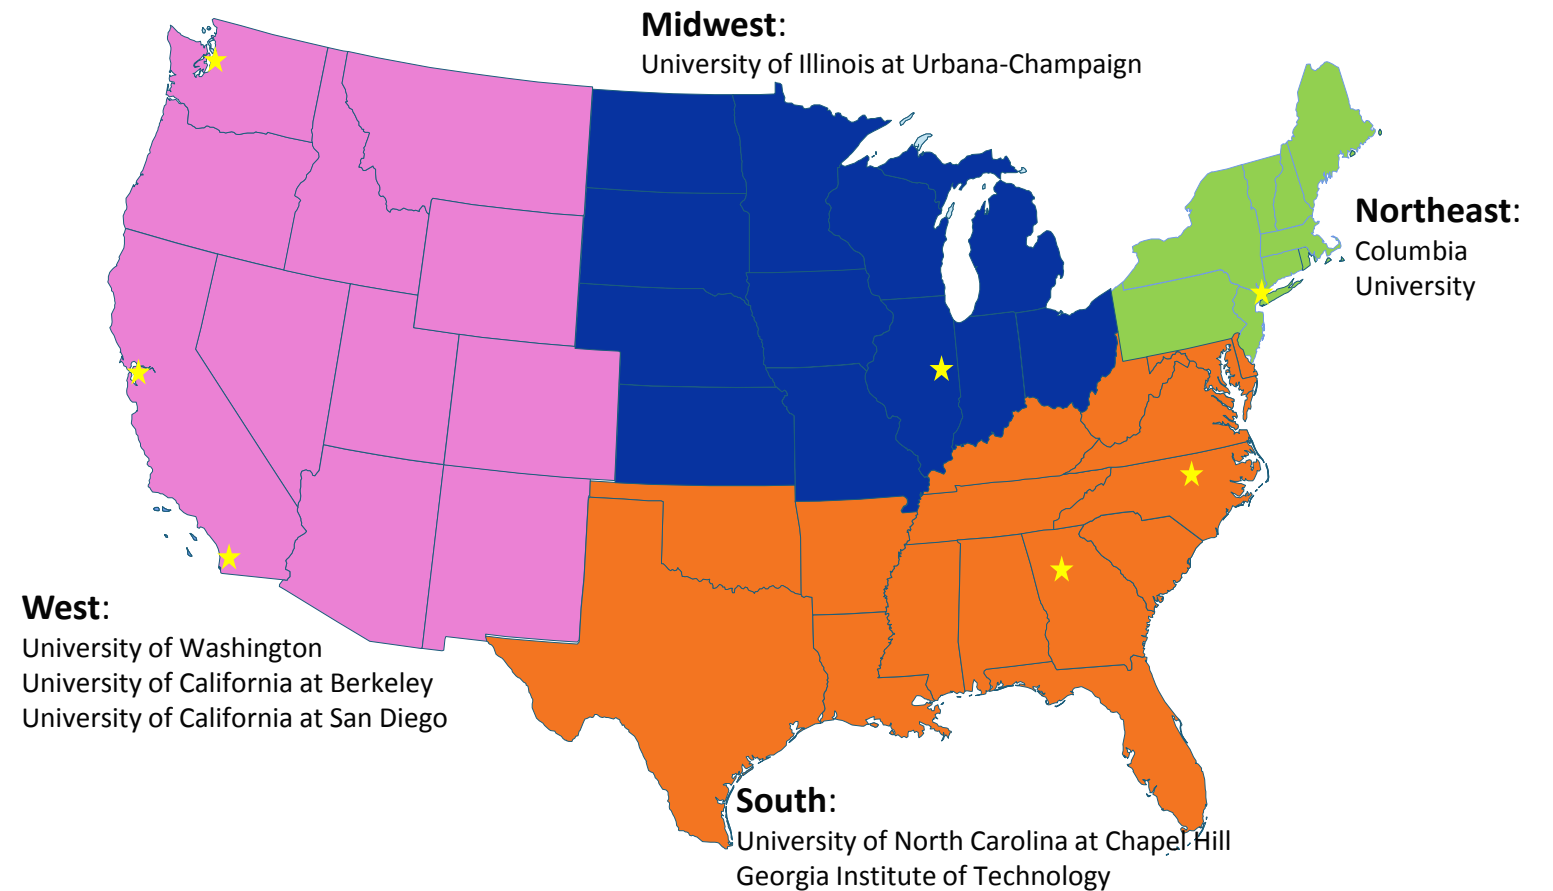 Midwest:
University of Illinois at Urbana-Champaign
Northeast:
Columbia
University
West:
University of Washington
University of California at Berkeley
University of California at San Diego
South:
University of North Carolina at Chapel Hill
Georgia Institute of Technology